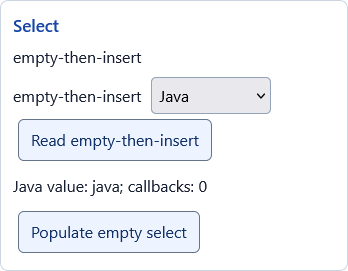 Select
empty-then-insert
empty-then-insert Java
Read empty-then-insert
Java value: java; callbacks: 0
Populate empty select